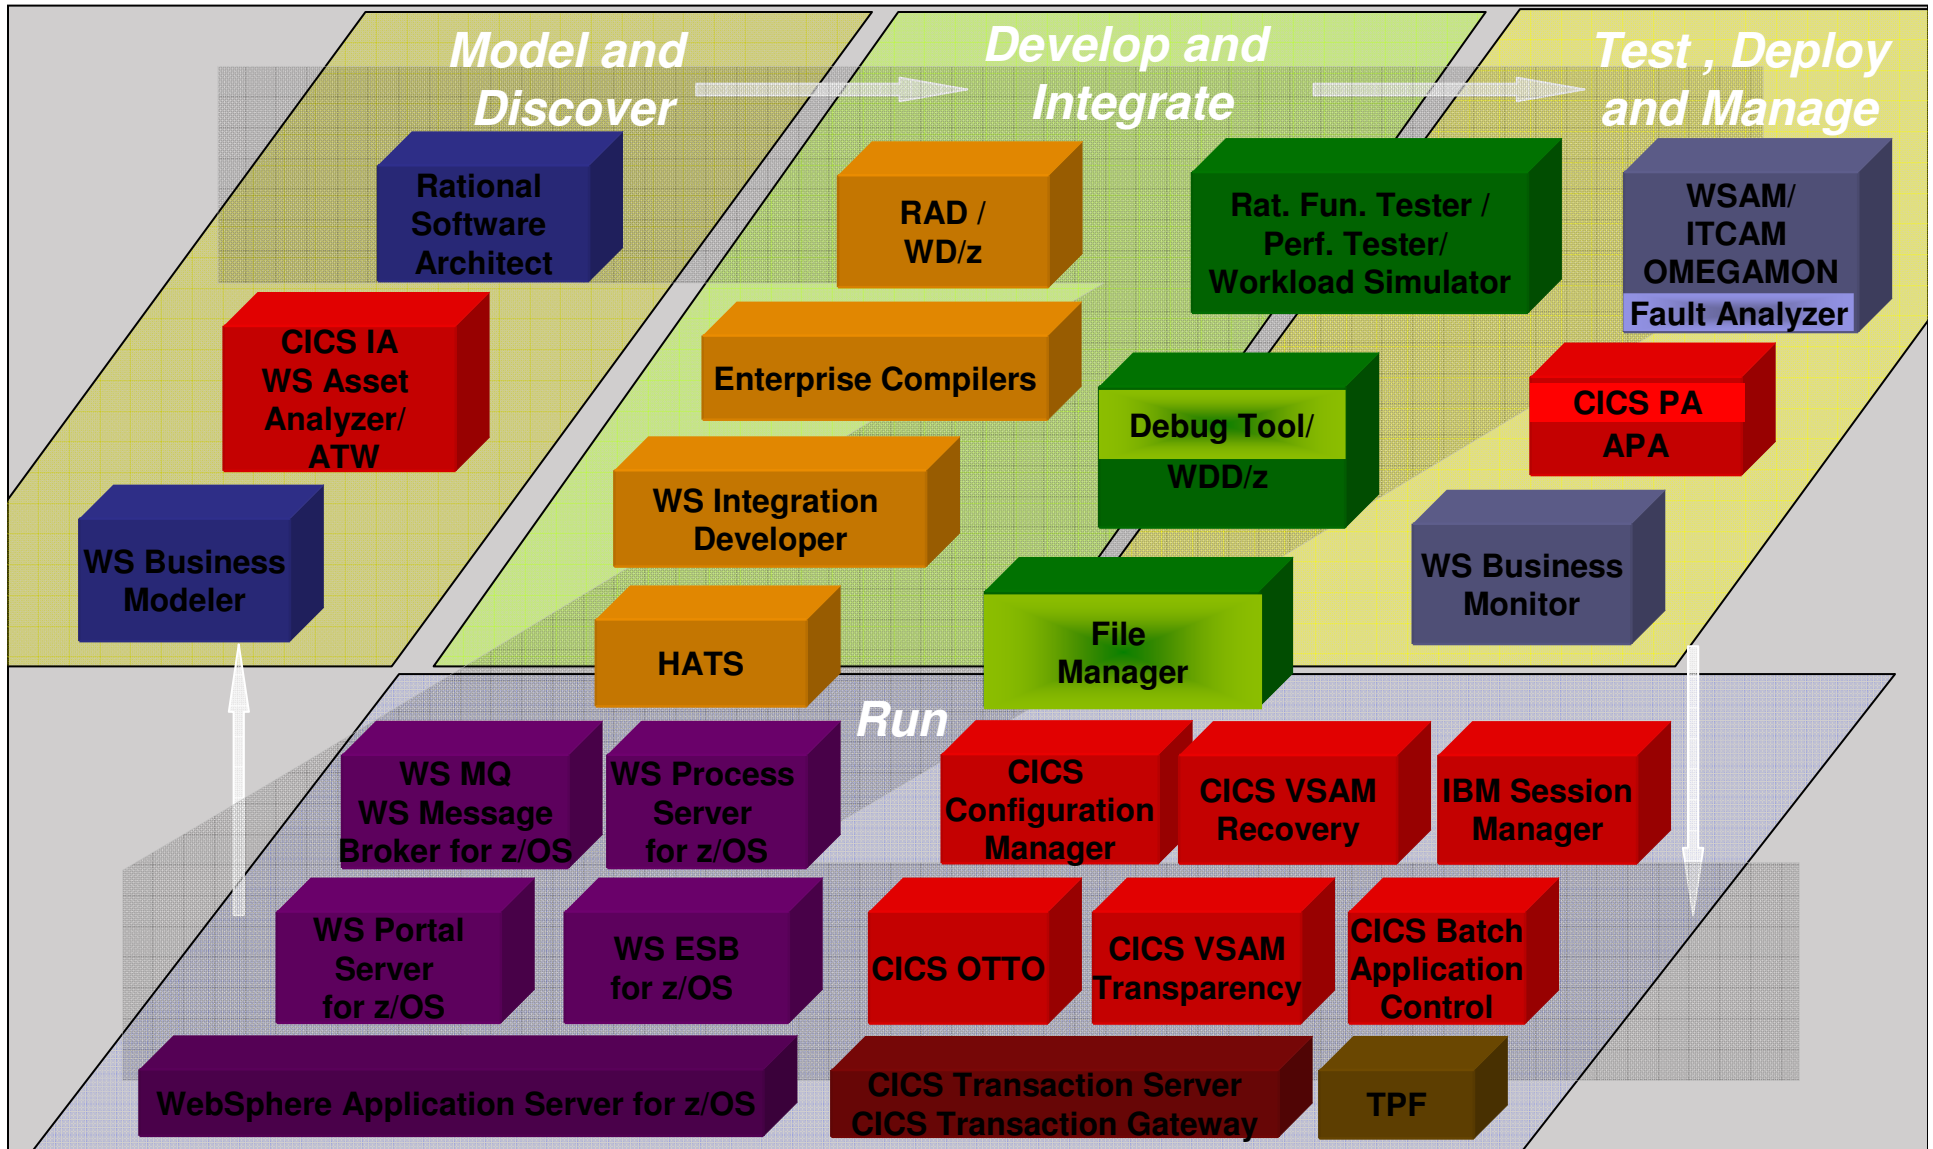 Model and
Discover
Develop and
Integrate
Test , Deploy
and Manage
Rational
Software
Architect
RAD /
WD/z
Rat. Fun. Tester /
Perf. Tester/
Workload Simulator
WSAM/
ITCAM
OMEGAMON
Fault Analyzer
CICS IA
WS Asset
Analyzer/
ATW
Enterprise Compilers
Debug Tool/
WDD/z
CICS PA
APA
WS Integration
Developer
WS Business
Modeler
WS Business
Monitor
HATS
File
Manager
Run
WS MQ
WS Message
Broker for z/OS
WS Process
Server
for z/OS
CICS
Configuration
Manager
CICS VSAM
Recovery
IBM Session
Manager
WS Portal
Server
for z/OS
WS ESB
for z/OS
CICS OTTO
CICS VSAM
Transparency
CICS Batch
Application
Control
WebSphere Application Server for z/OS
CICS Transaction Server
CICS Transaction Gateway
TPF